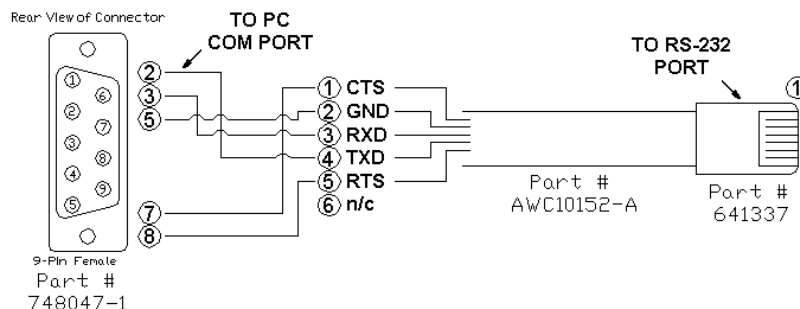 Rear View of Connector
TO PC
COM PORT
TO RS-232
PORT
1
6
2
7
3
8
4
9
5
2
3
5
7
8
1 CTS
2 GND
3 RXD
4 TXD
5 RTS
6 n/c
1
Part #
AWC10152-A
Part #
641337
9-Pin Female
Part #
748047-1